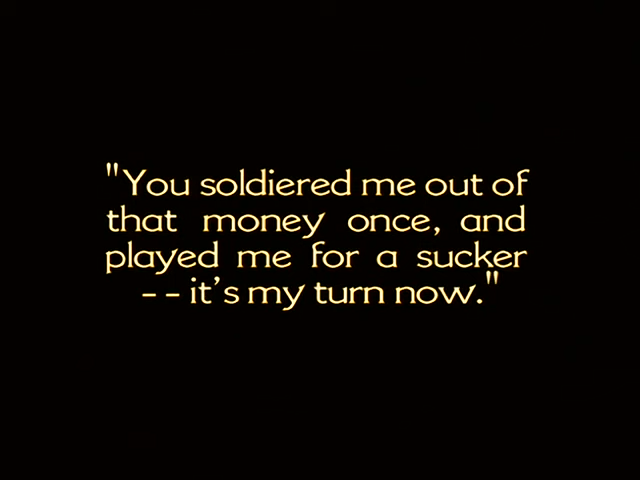 "You soldiered me out of
that money once, and
played me for a sucker
-- it's my turn now."